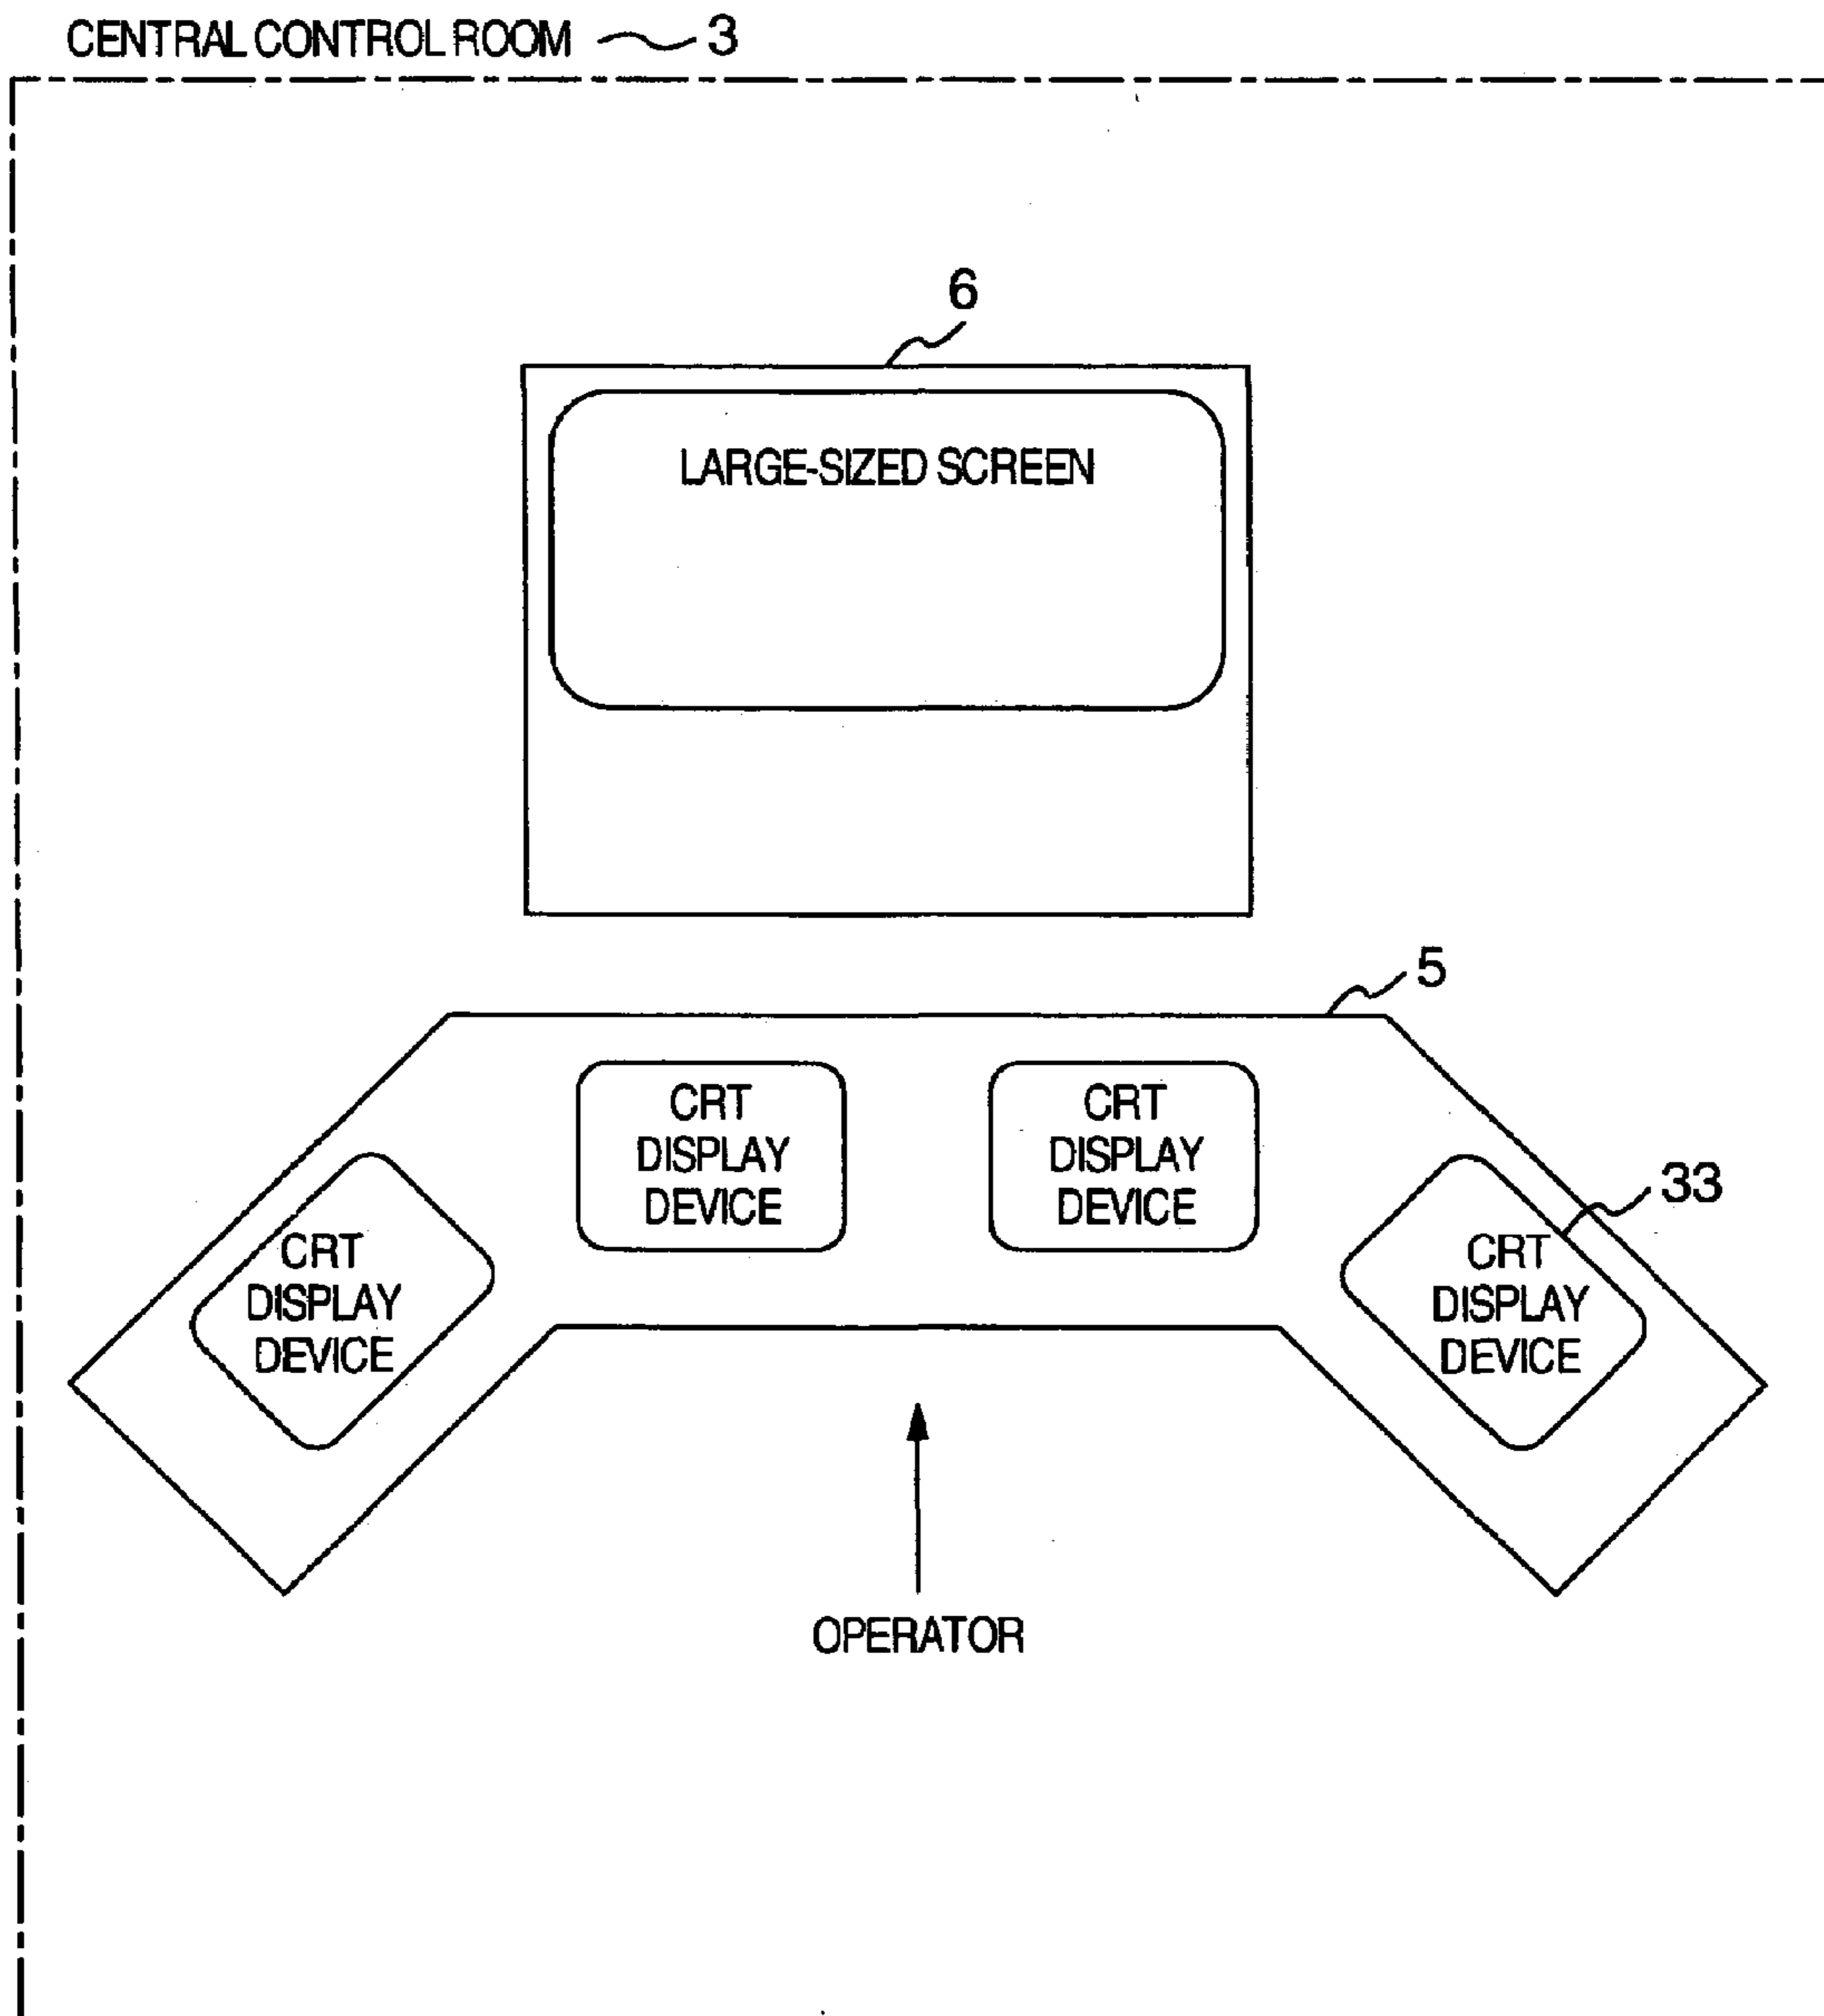 CENTRAL CONTROL ROOM 3
6
LARGE-SIZED SCREEN
5
CRT
DISPLAY
DEVICE
CRT
DISPLAY
DEVICE
33
CRT
DISPLAY
DEVICE
CRT
DISPLAY
DEVICE
OPERATOR